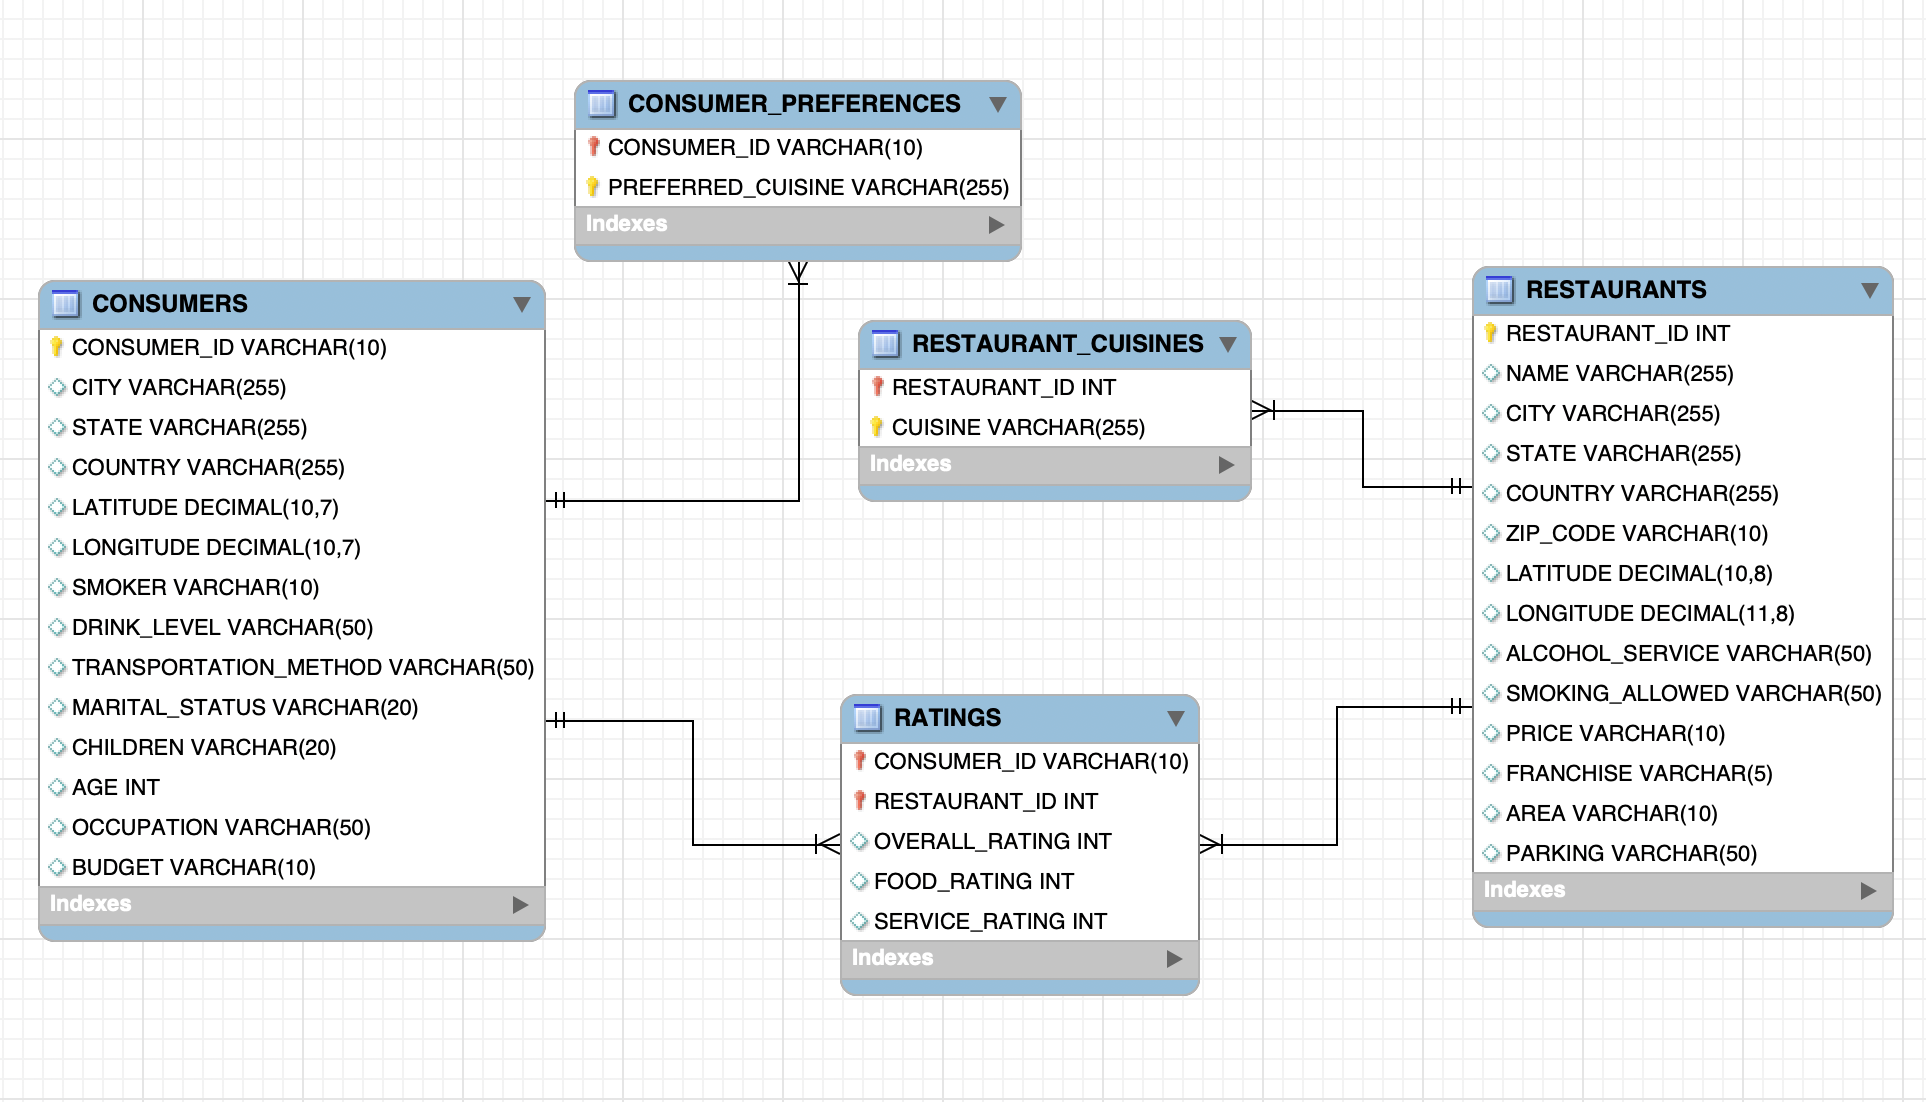 CONSUMER_PREFERENCES
CONSUMER_ID VARCHAR(10)
PREFERRED_CUISINE VARCHAR(255)
Indexes
CONSUMERS
CONSUMER_ID VARCHAR(10)
CITY VARCHAR(255)
STATE VARCHAR(255)
COUNTRY VARCHAR(255)
LATITUDE DECIMAL(10,7)
LONGITUDE DECIMAL(10,7)
SMOKER VARCHAR(10)
DRINK_LEVEL VARCHAR(50)
TRANSPORTATION_METHOD VARCHAR(50)
MARITAL_STATUS VARCHAR(20)
CHILDREN VARCHAR(20)
AGE INT
OCCUPATION VARCHAR(50)
BUDGET VARCHAR(10)
Indexes
RESTAURANT_CUISINES
RESTAURANT_ID INT
CUISINE VARCHAR(255)
Indexes
RATINGS
CONSUMER_ID VARCHAR(10)
RESTAURANT_ID INT
OVERALL_RATING INT
FOOD_RATING INT
SERVICE_RATING INT
Indexes
RESTAURANTS
RESTAURANT_ID INT
NAME VARCHAR(255)
CITY VARCHAR(255)
STATE VARCHAR(255)
COUNTRY VARCHAR(255)
ZIP_CODE VARCHAR(10)
LATITUDE DECIMAL(10,8)
LONGITUDE DECIMAL(11,8)
ALCOHOL_SERVICE VARCHAR(50)
SMOKING_ALLOWED VARCHAR(50)
PRICE VARCHAR(10)
FRANCHISE VARCHAR(5)
AREA VARCHAR(10)
PARKING VARCHAR(50)
Indexes